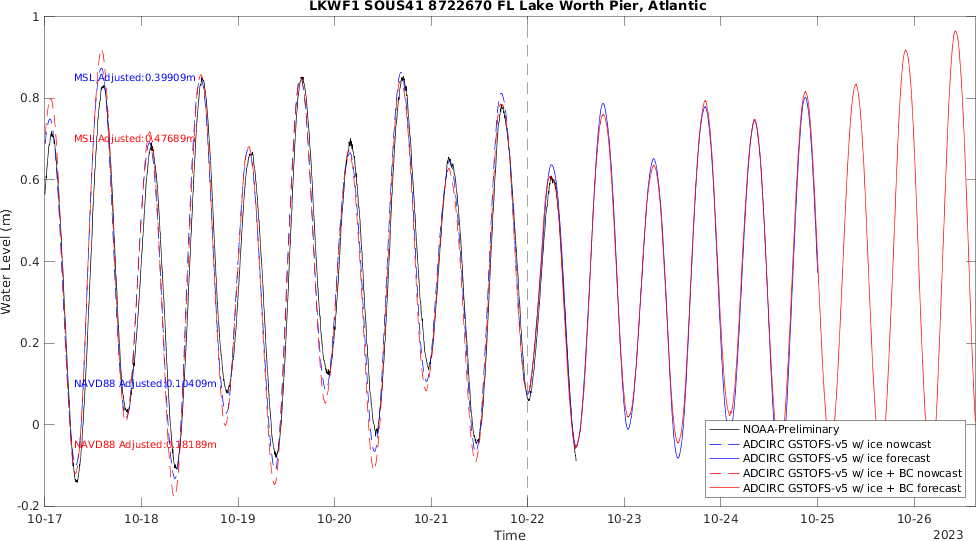 LKWF1 SOUS41 8722670 FL Lake Worth Pier, Atlantic
1
0.8
0.6
0.4
0.2
0
-0.2
Water Level (m)
MSL Adjusted:0.39909m
MSL Adjusted:0.47689m
NAVD88 Adjusted:0.10409m
NAVD88 Adjusted:0.18189m
NOAA-Preliminary
ADCIRC GSTOFS-v5 w/ ice nowcast
ADCIRC GSTOFS-v5 w/ ice forecast
ADCIRC GSTOFS-v5 w/ ice + BC nowcast
ADCIRC GSTOFS-v5 w/ ice + BC forecast
10-17 10-18 10-19 10-20 10-21 10-22 10-23 10-24 10-25 10-26
Time
2023